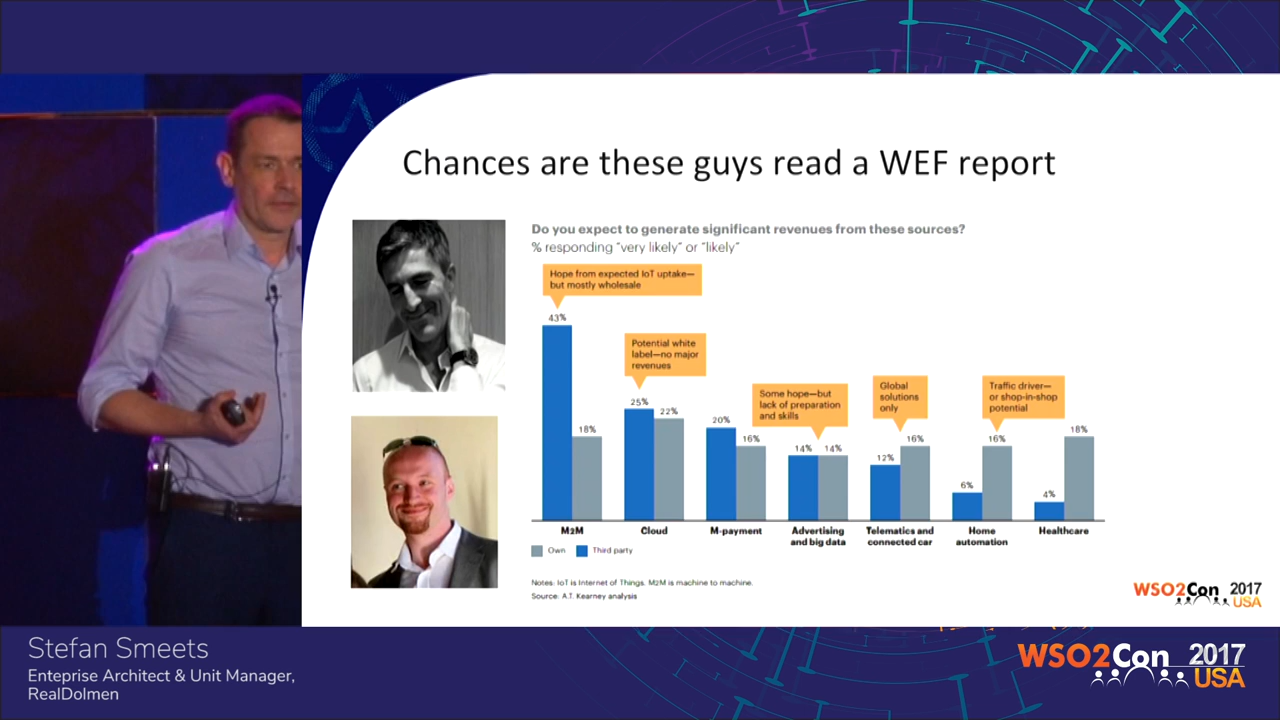 Chances are these guys read a WEF report
Do you expect to generate significant revenues from these sources?
% responding "very likely" or "likely"
Hope from expected IoT uptake—
but mostly wholesale
43%
18%
Potential white
label—no major
revenues
25%
22%
20%
16%
Some hope—but
lack of preparation
and skills
14%
14%
Global
solutions
only
12%
16%
Traffic driver—
or shop-in-shop
potential
6%
16%
4%
18%
M2M
Cloud
M-payment
Advertising
and big data
Telematics and
connected car
Home
automation
Healthcare
Own
Third party
Notes: IoT is Internet of Things. M2M is machine to machine.
Source: A.T. Kearney analysis
WSO2Con 2017
USA
Stefan Smeets
Enteprise Architect & Unit Manager,
RealDolmen
WSO2Con 2017
USA